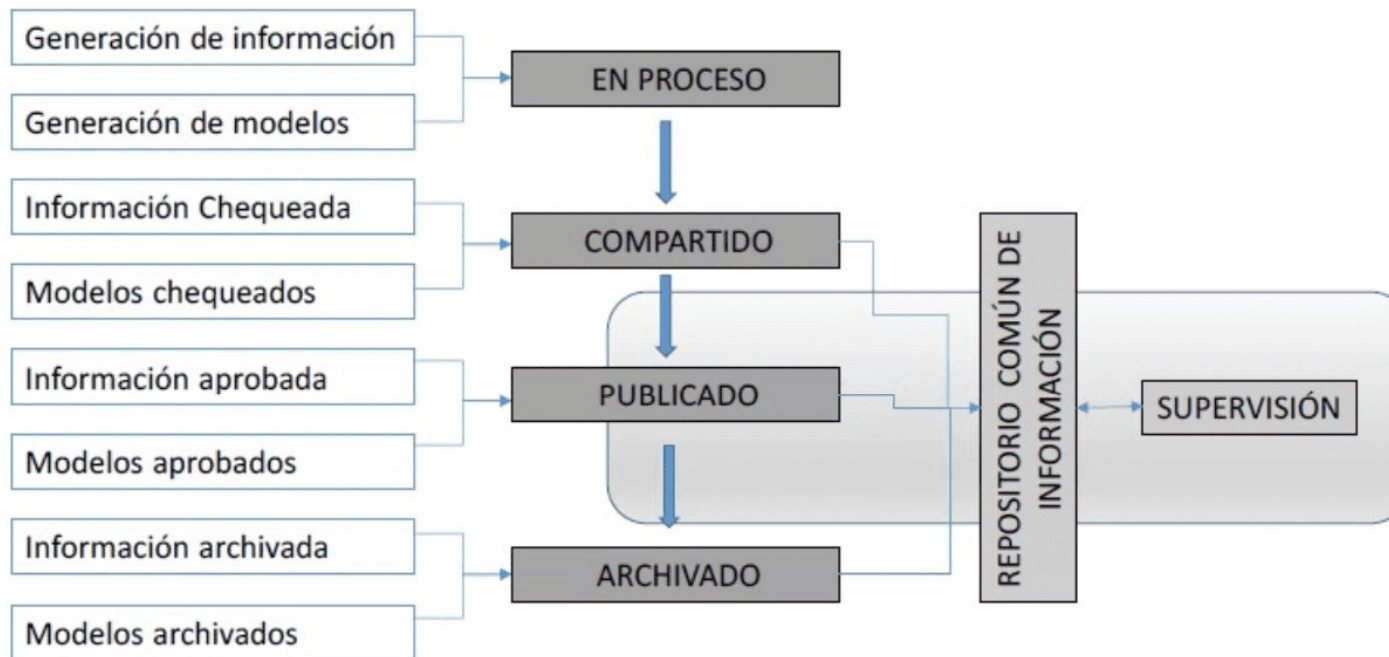 Generación de información
Generación de modelos
EN PROCESO
Información Chequeada
Modelos chequeados
COMPARTIDO
Información aprobada
Modelos aprobados
PUBLICADO
Información archivada
Modelos archivados
ARCHIVADO
REPOSITORIO COMÚN DE
INFORMACIÓN
SUPERVISIÓN